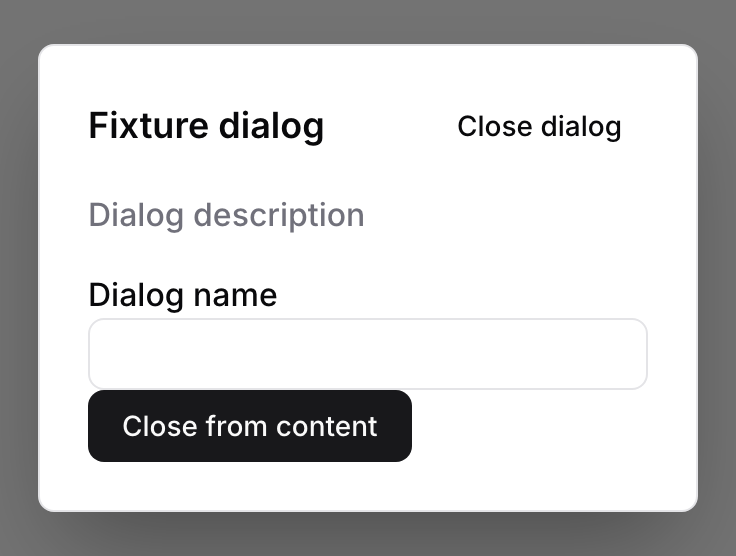 Fixture dialog
Close dialog
Dialog description
Dialog name
Close from content